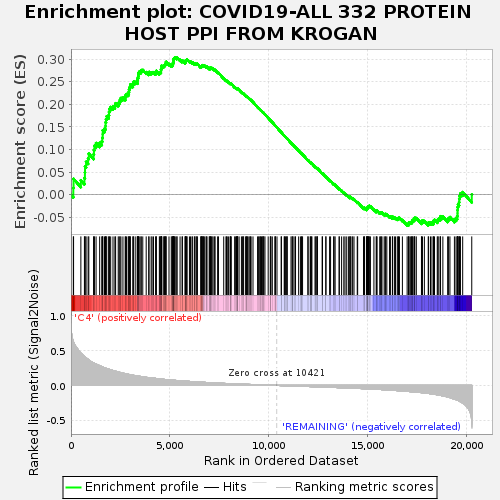 Enrichment plot: COVID19-ALL 332 PROTEIN
HOST PPI FROM KROGAN
Enrichment score (ES)
0.30
0.25
0.20
0.15
0.10
0.05
0.00
-0.05
Ranked list metric (Signal2Noise)
1.0
0.5
0.0
-0.5
'C4' (positively correlated)
Zero cross at 10421
'REMAINING' (negatively correlated)
0
5,000
10,000
15,000
20,000
Rank in Ordered Dataset
Enrichment profile
Hits
Ranking metric scores